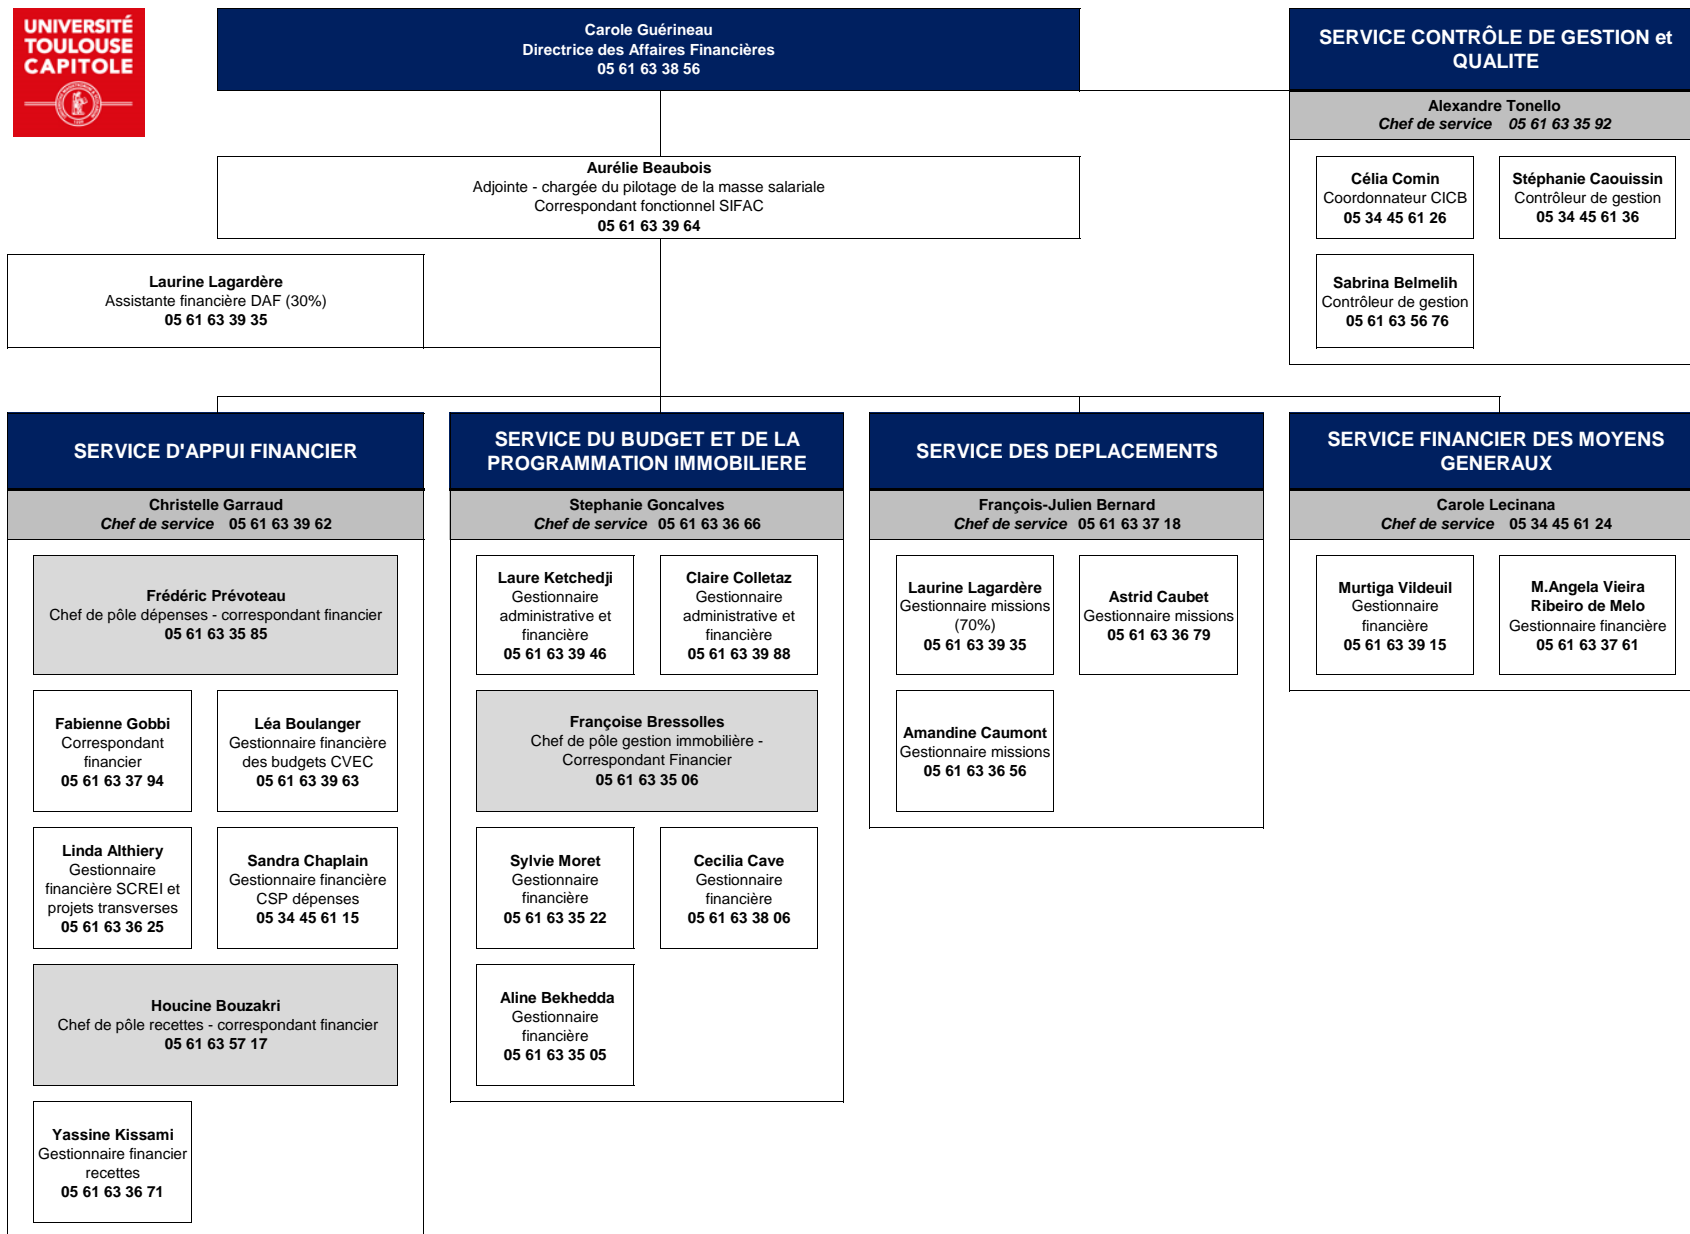 UNIVERSITÉ
TOULOUSE
CAPITOLE
Carole Guérineau
Directrice des Affaires Financières
05 61 63 38 56
SERVICE CONTRÔLE DE GESTION et
QUALITE
Alexandre Tonello
Chef de service 05 61 63 35 92
Célia Comin
Coordonnateur CICB
05 34 45 61 26
Stéphanie Caouissin
Contrôleur de gestion
05 34 45 61 36
Sabrina Belmelih
Contrôleur de gestion
05 61 63 56 76
Aurélie Beaubois
Adjointe - chargée du pilotage de la masse salariale
Correspondant fonctionnel SIFAC
05 61 63 39 64
Laurine Lagardère
Assistante financière DAF (30%)
05 61 63 39 35
SERVICE D'APPUI FINANCIER
Christelle Garraud
Chef de service 05 61 63 39 62
Frédéric Prévoteau
Chef de pôle dépenses - correspondant financier
05 61 63 35 85
Fabienne Gobbi
Correspondant
financier
05 61 63 37 94
Léa Boulanger
Gestionnaire financière
des budgets CVEC
05 61 63 39 63
Linda Althiery
Gestionnaire
financière SCREI et
projets transverses
05 61 63 36 25
Sandra Chaplain
Gestionnaire financière
CSP dépenses
05 34 45 61 15
Houcine Bouzakri
Chef de pôle recettes - correspondant financier
05 61 63 57 17
Yassine Kissami
Gestionnaire financier
recettes
05 61 63 36 71
SERVICE DU BUDGET ET DE LA
PROGRAMMATION IMMOBILIERE
Stephanie Goncalves
Chef de service 05 61 63 36 66
Laure Ketchedji
Gestionnaire
administrative et
financière
05 61 63 39 46
Claire Colletaz
Gestionnaire
administrative et
financière
05 61 63 39 88
Françoise Bressolles
Chef de pôle gestion immobilière -
Correspondant Financier
05 61 63 35 06
Sylvie Moret
Gestionnaire
financière
05 61 63 35 22
Cecilia Cave
Gestionnaire
financière
05 61 63 38 06
Aline Bekhedda
Gestionnaire
financière
05 61 63 35 05
SERVICE DES DEPLACEMENTS
François-Julien Bernard
Chef de service 05 61 63 37 18
Laurine Lagardère
Gestionnaire missions
(70%)
05 61 63 39 35
Astrid Caubet
Gestionnaire missions
05 61 63 36 79
Amandine Caumont
Gestionnaire missions
05 61 63 36 56
SERVICE FINANCIER DES MOYENS
GENERAUX
Carole Lecinana
Chef de service 05 34 45 61 24
Murtiga Vildeuil
Gestionnaire
financière
05 61 63 39 15
M.Angela Vieira
Ribeiro de Melo
Gestionnaire financière
05 61 63 37 61